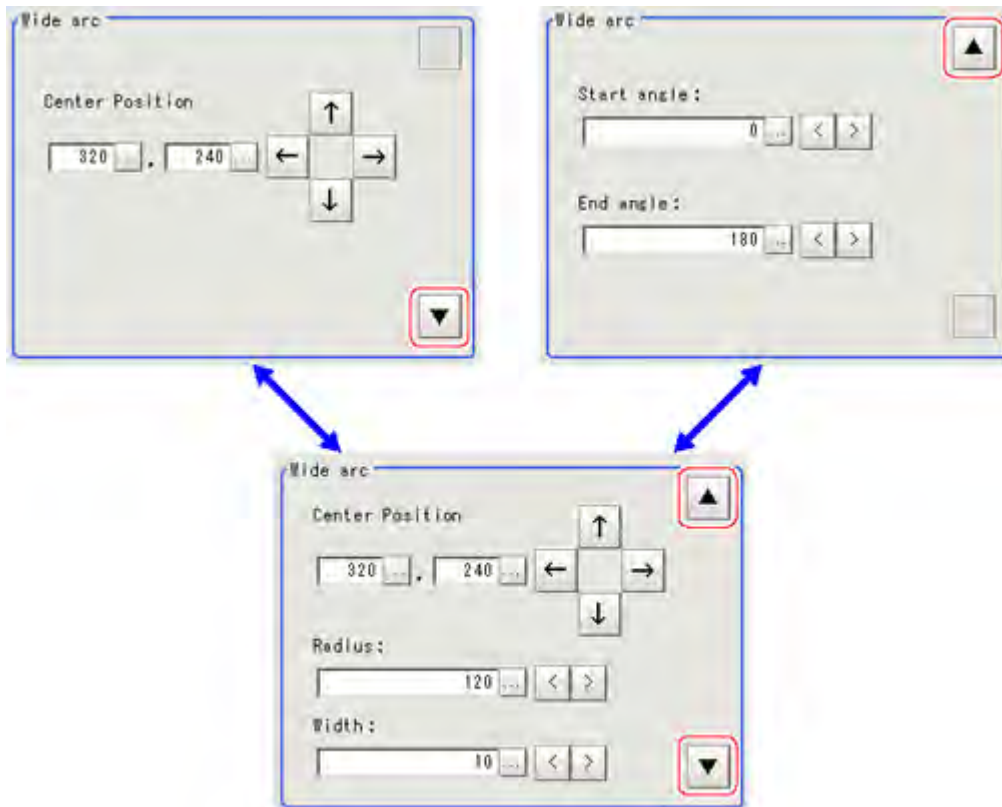 Wide arc
Center Position
320 ... , 240 ... ← ↑ → ↓
▼
Wide arc
▲
Start angle:
0 ... < >
End angle:
180 ... < >
Wide arc
▲
Center Position
320 ... , 240 ... ← ↑ → ↓
Radius:
120 ... < >
Width:
10 ... < >
▼